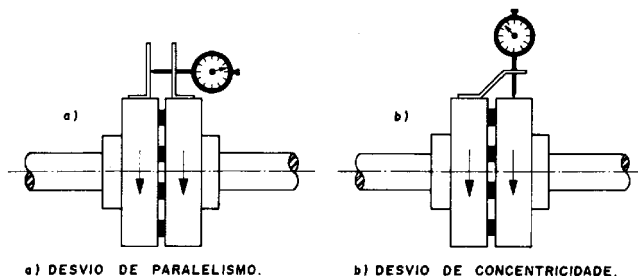 a)
b)
a) DESVIO DE PARALELISMO.
b) DESVIO DE CONCENTRICIDADE.